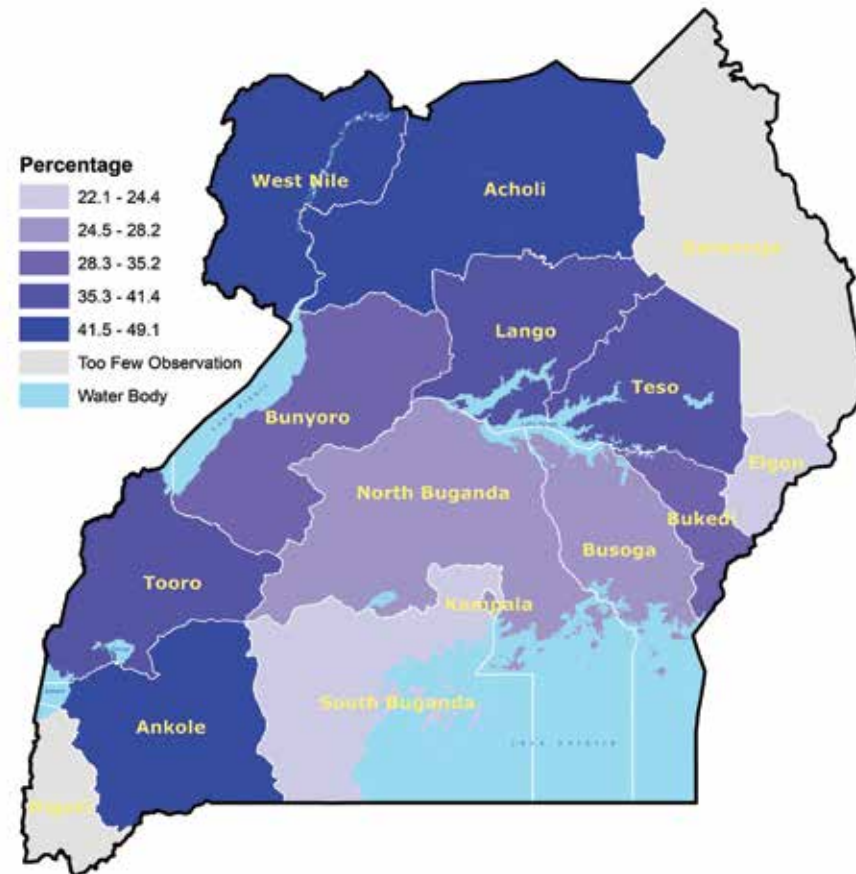 Percentage
22.1 - 24.4
24.5 - 28.2
28.3 - 35.2
35.3 - 41.4
41.5 - 49.1
Too Few Observation
Water Body
West Nile
Acholi
Lango
Teso
Bunyoro
Elgon
North Buganda
Bukedi
Busoga
Tooro
Kampala
South Buganda
Ankole